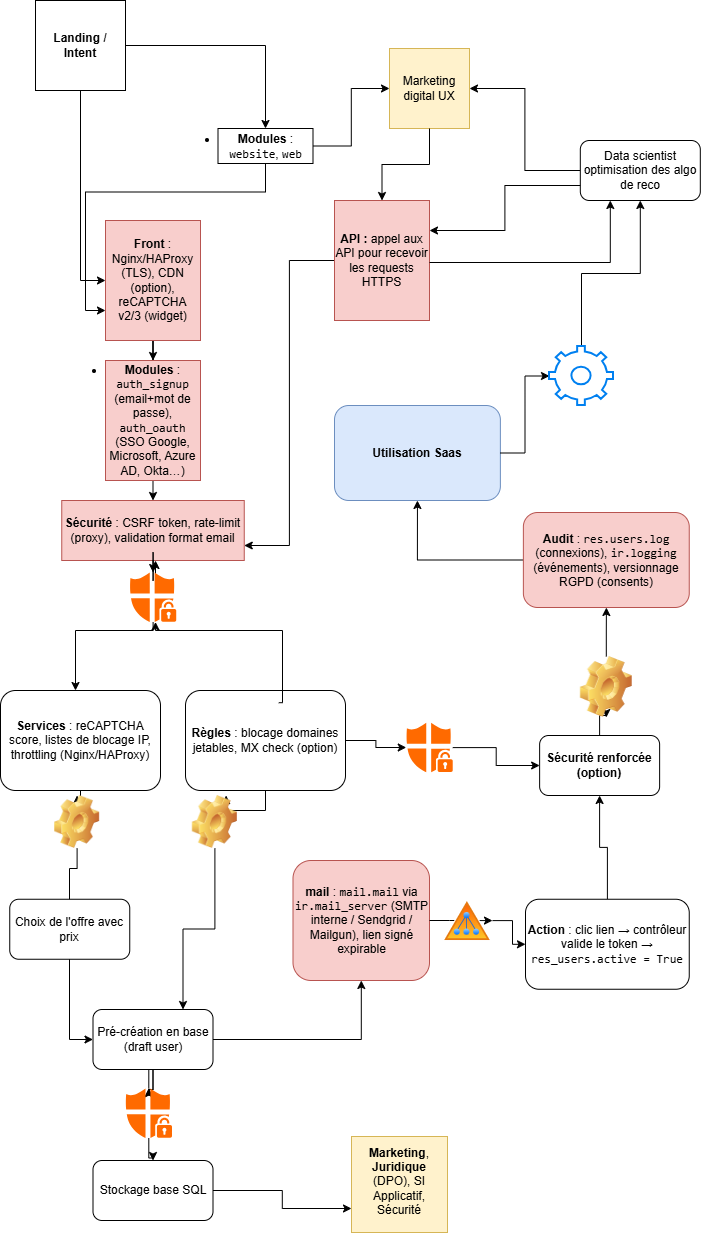 Landing /
Intent
Marketing
digital UX
Modules :
website, web
Data scientist
optimisation des algo
de reco
Front :
Nginx/HAProxy
(TLS), CDN
(option),
reCAPTCHA
v2/3 (widget)
API : appel aux
API pour recevoir
les requests
HTTPS
Modules :
auth_signup
(email+mot de
passe),
auth_oauth
(SSO Google,
Microsoft, Azure
AD, Okta…)
Utilisation Saas
Sécurité : CSRF token, rate-limit
(proxy), validation format email
Audit : res.users.log
(connexions), ir.logging
(événements), versionnage
RGPD (consents)
Services : reCAPTCHA
score, listes de blocage IP,
throttling (Nginx/HAProxy)
Règles : blocage domaines
jetables, MX check (option)
Sécurité renforcée
(option)
Choix de l'offre avec
prix
mail : mail.mail via
ir.mail_server (SMTP
interne / Sendgrid /
Mailgun), lien signé
expirable
Action : clic lien → contrôleur
valide le token →
res_users.active = True
Pré-création en base
(draft user)
Stockage base SQL
Marketing,
Juridique
(DPO), SI
Applicatif,
Sécurité